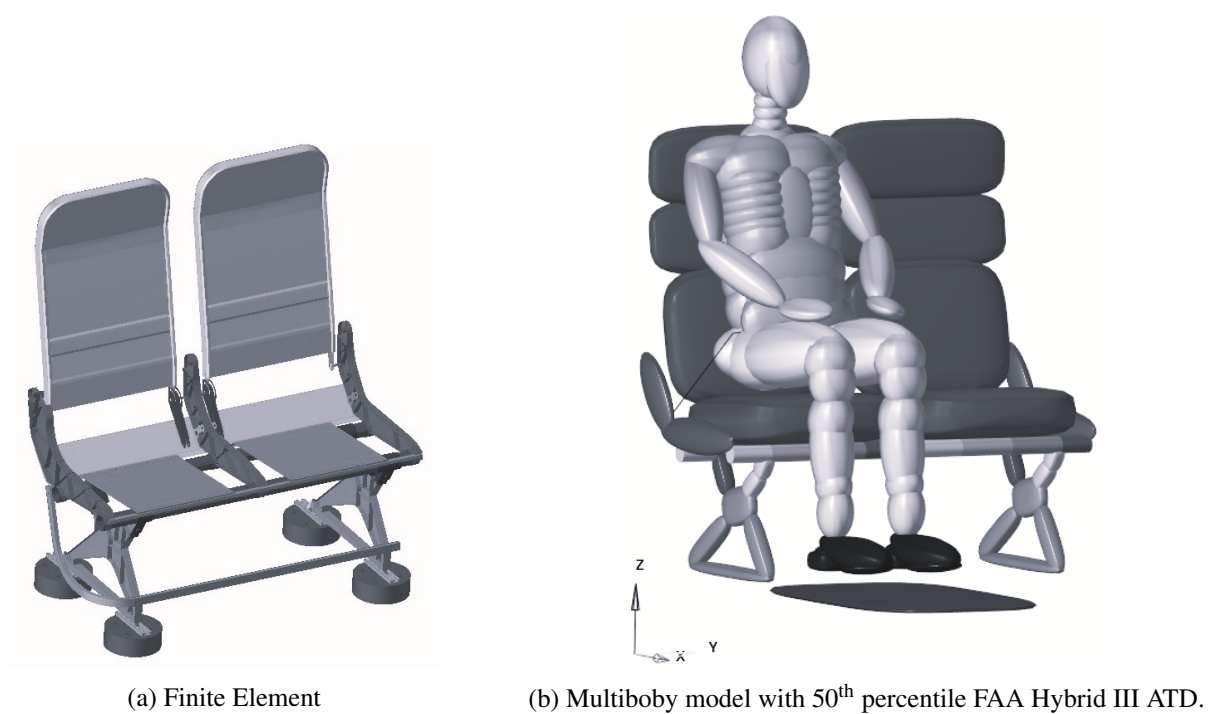 Z
X Y
(a) Finite Element
(b) Multiboby model with 50th percentile FAA Hybrid III ATD.